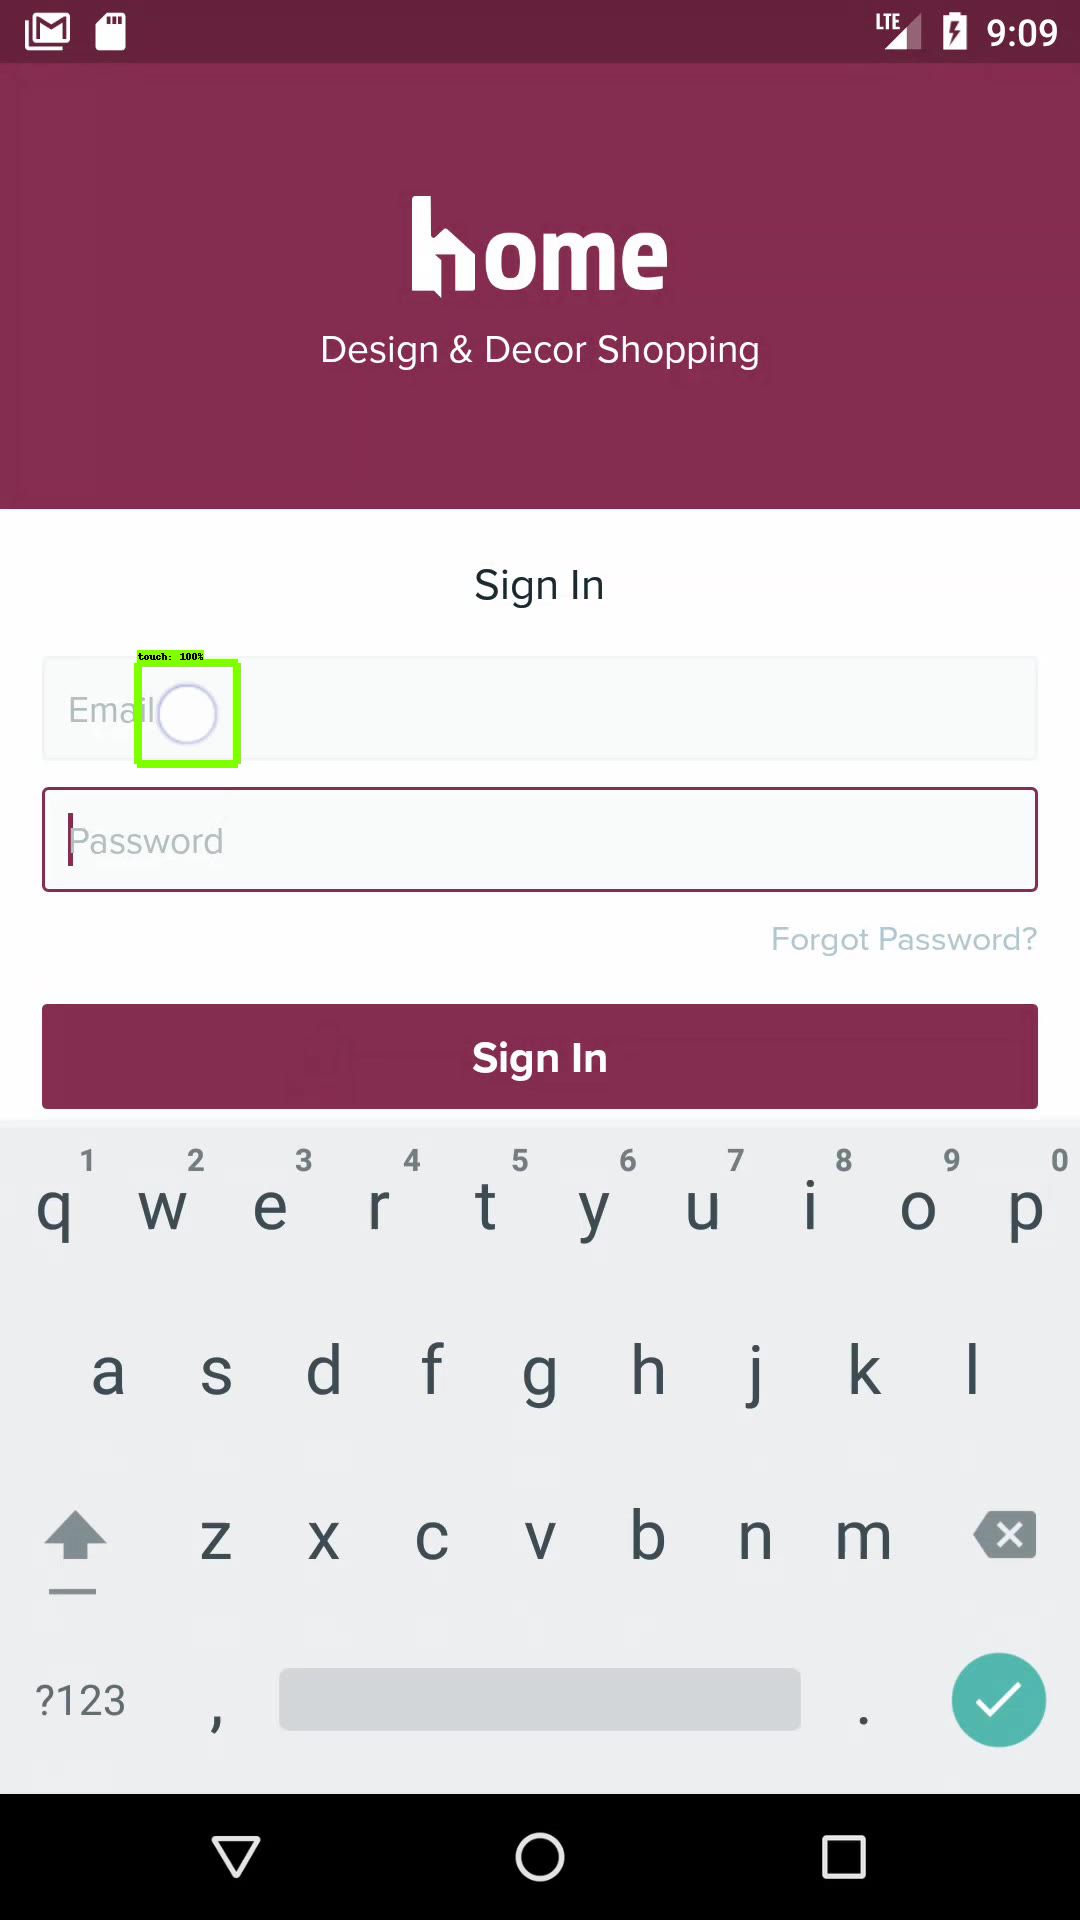 LTE 9:09
home
Design & Decor Shopping
Sign In
touch: 100%
Email
Password
Forgot Password?
Sign In
1 2 3 4 5 6 7 8 9 0
q w e r t y u i o p
a s d f g h j k l
z x c v b n m
?123 , .